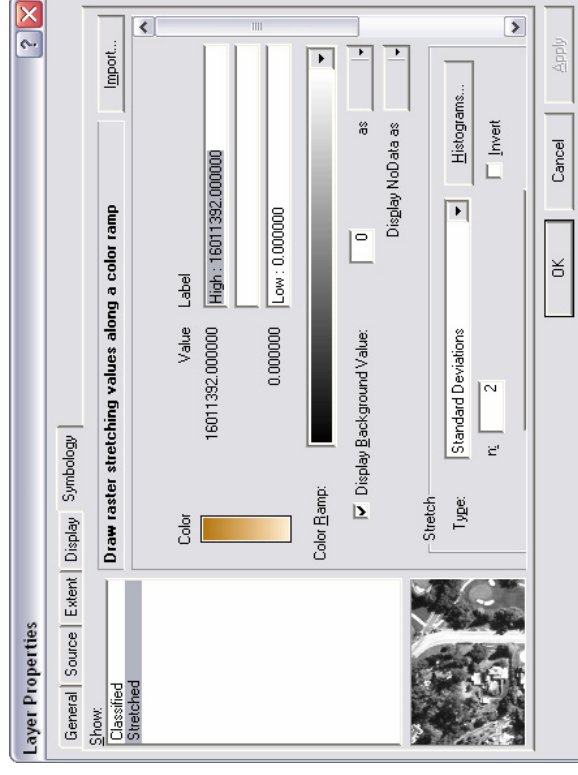 Layer Properties
General Source Extent Display Symbology
Show:
Classified
Stretched
Draw raster stretching values along a color ramp
Import...
Color Value Label
16011392.000000 High : 16011392.000000
0.000000 Low : 0.000000
Color Ramp:
Display Background Value: 0 as
Display NoData as
Stretch
Type: Standard Deviations Histograms...
n: 2 Invert
OK Cancel Apply